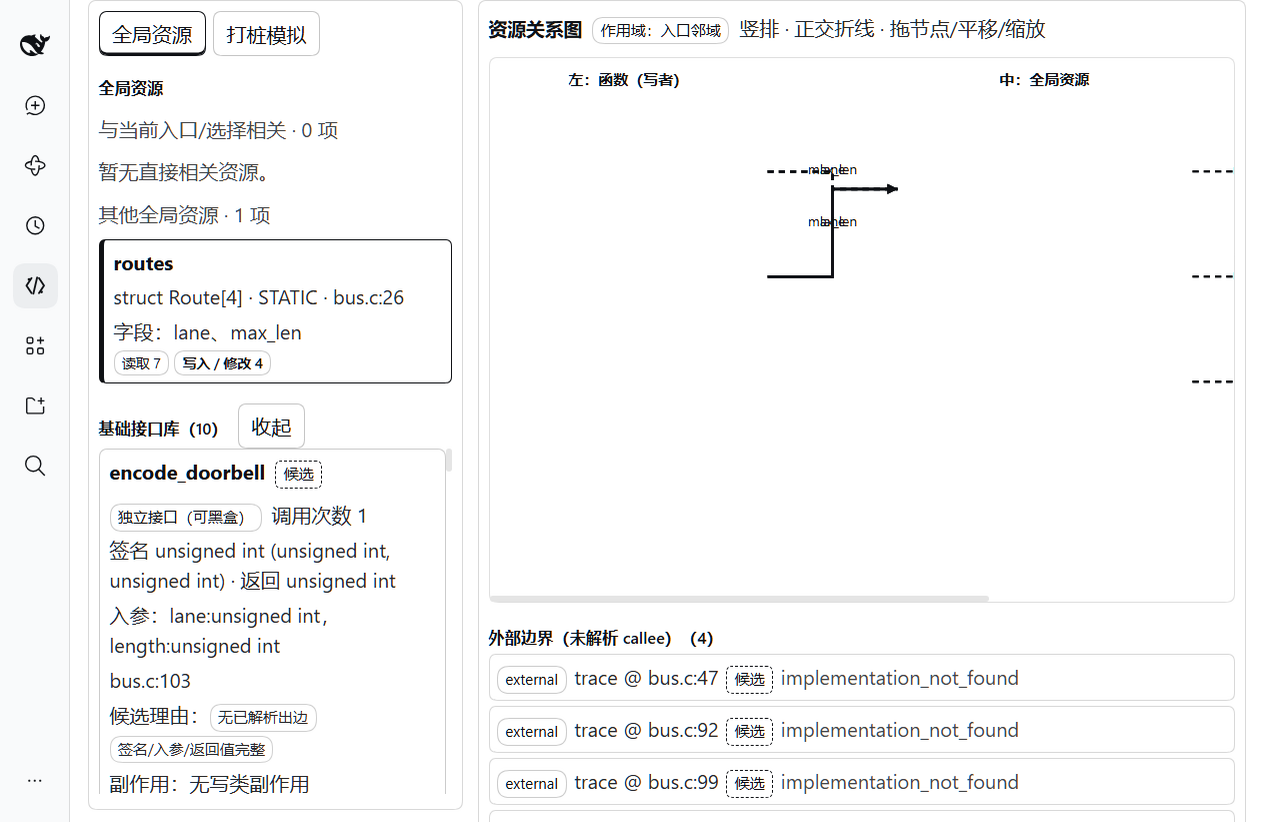 全局资源
打桩模拟
全局资源
与当前入口/选择相关 · 0 项
暂无直接相关资源。
其他全局资源 · 1 项
routes
struct Route[4] · STATIC · bus.c:26
字段：lane、max_len
读取 7
写入 / 修改 4
基础接口库（10）
收起
encode_doorbell
候选
独立接口（可黑盒）
调用次数 1
签名 unsigned int (unsigned int,
unsigned int) · 返回 unsigned int
入参：lane:unsigned int，
length:unsigned int
bus.c:103
候选理由：
无已解析出边
签名/入参/返回值完整
副作用：无写类副作用
资源关系图
作用域：入口邻域
竖排 · 正交折线 · 拖节点/平移/缩放
左：函数（写者）
中：全局资源
外部边界（未解析 callee）（4）
external trace @ bus.c:47 候选 implementation_not_found
external trace @ bus.c:92 候选 implementation_not_found
external trace @ bus.c:99 候选 implementation_not_found